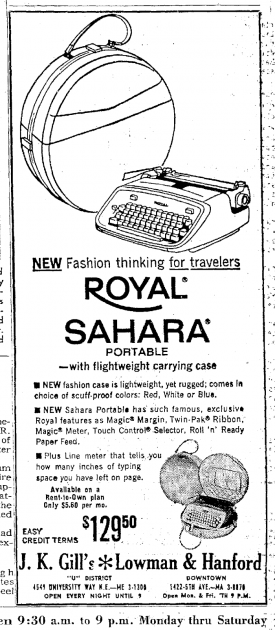 NEW Fashion thinking for travelers
ROYAL®
SAHARA®
PORTABLE
—with flightweight carrying case
■ NEW fashion case is lightweight, yet rugged; comes in
choice of scuff-proof colors: Red, White or Blue.
■ NEW Sahara Portable has such famous, exclusive
Royal features as Magic® Margin, Twin-Pak® Ribbon,
Magic® Meter, Touch Control® Selector, Roll 'n' Ready
Paper Feed.
■ Plus Line meter that tells you
how many inches of typing
space you have left on page.
Available on a
Rent-to-Own plan
Only $5.60 per mo.
EASY
CREDIT TERMS
$129.50
J. K. Gill's * Lowman & Hanford
"U" DISTRICT
4549 UNIVERSITY WAY N.E.—ME 3-1306
OPEN EVERY NIGHT UNTIL 9
DOWNTOWN
1422-5TH AVE.—MA 3-0876
Open Mon. & Fri. 'Til 9 P.M.
en 9:30 a.m. to 9 p.m. Monday thru Saturday